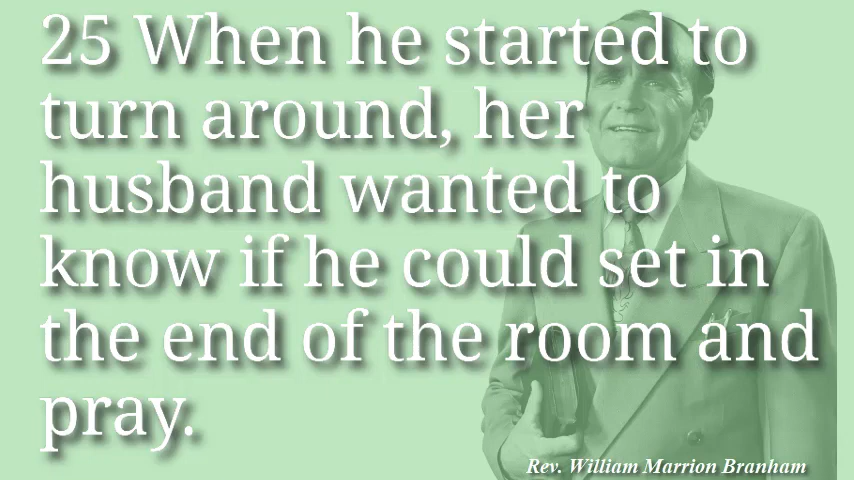 25 When he started to
turn around, her
husband wanted to
know if he could set in
the end of the room and
pray.
Rev. William Marrion Branham